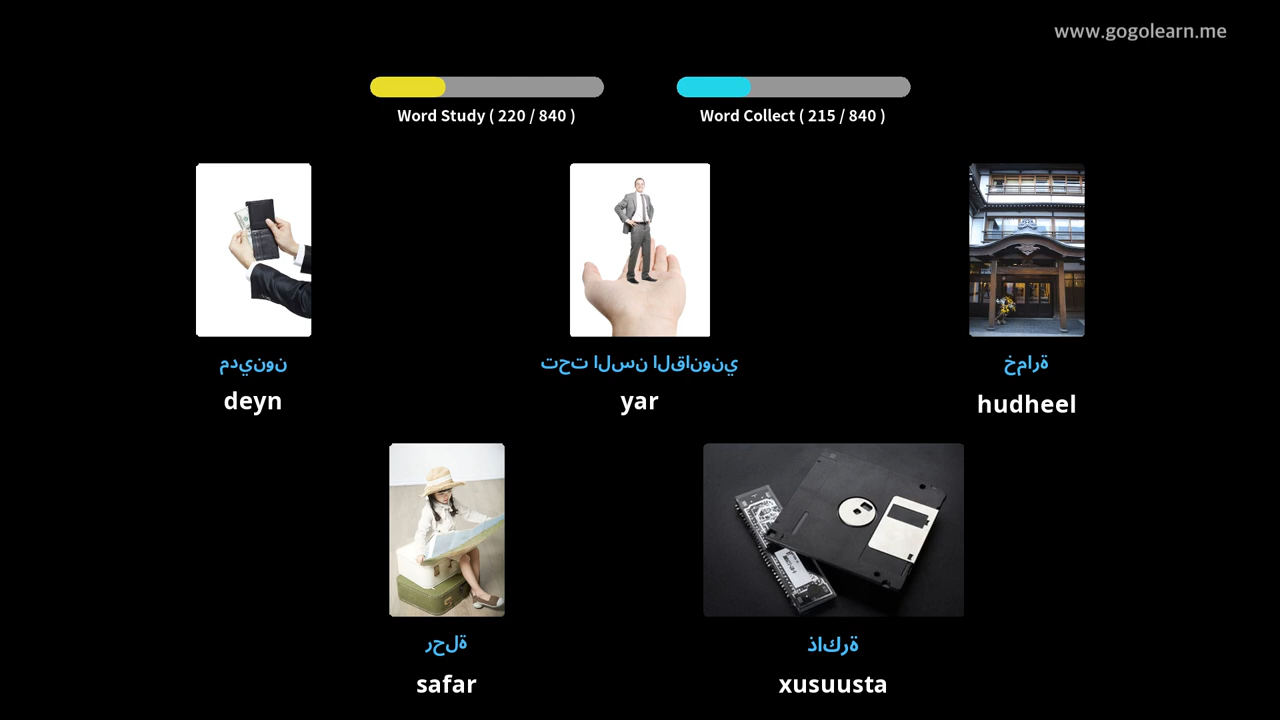 www.gogolearn.me
Word Study ( 220 / 840 )
Word Collect ( 215 / 840 )
مدينون
deyn
تحت السن القانوني
yar
خمارة
hudheel
رحلة
safar
ذاكرة
xusuusta